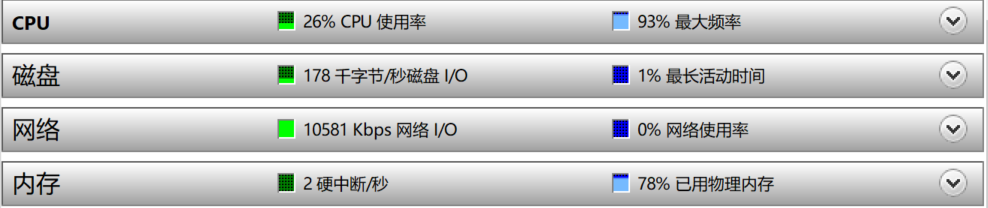 CPU 26% CPU 使用率 93% 最大频率
磁盘 178 千字节/秒磁盘 I/O 1% 最长活动时间
网络 10581 Kbps 网络 I/O 0% 网络使用率
内存 2 硬中断/秒 78% 已用物理内存